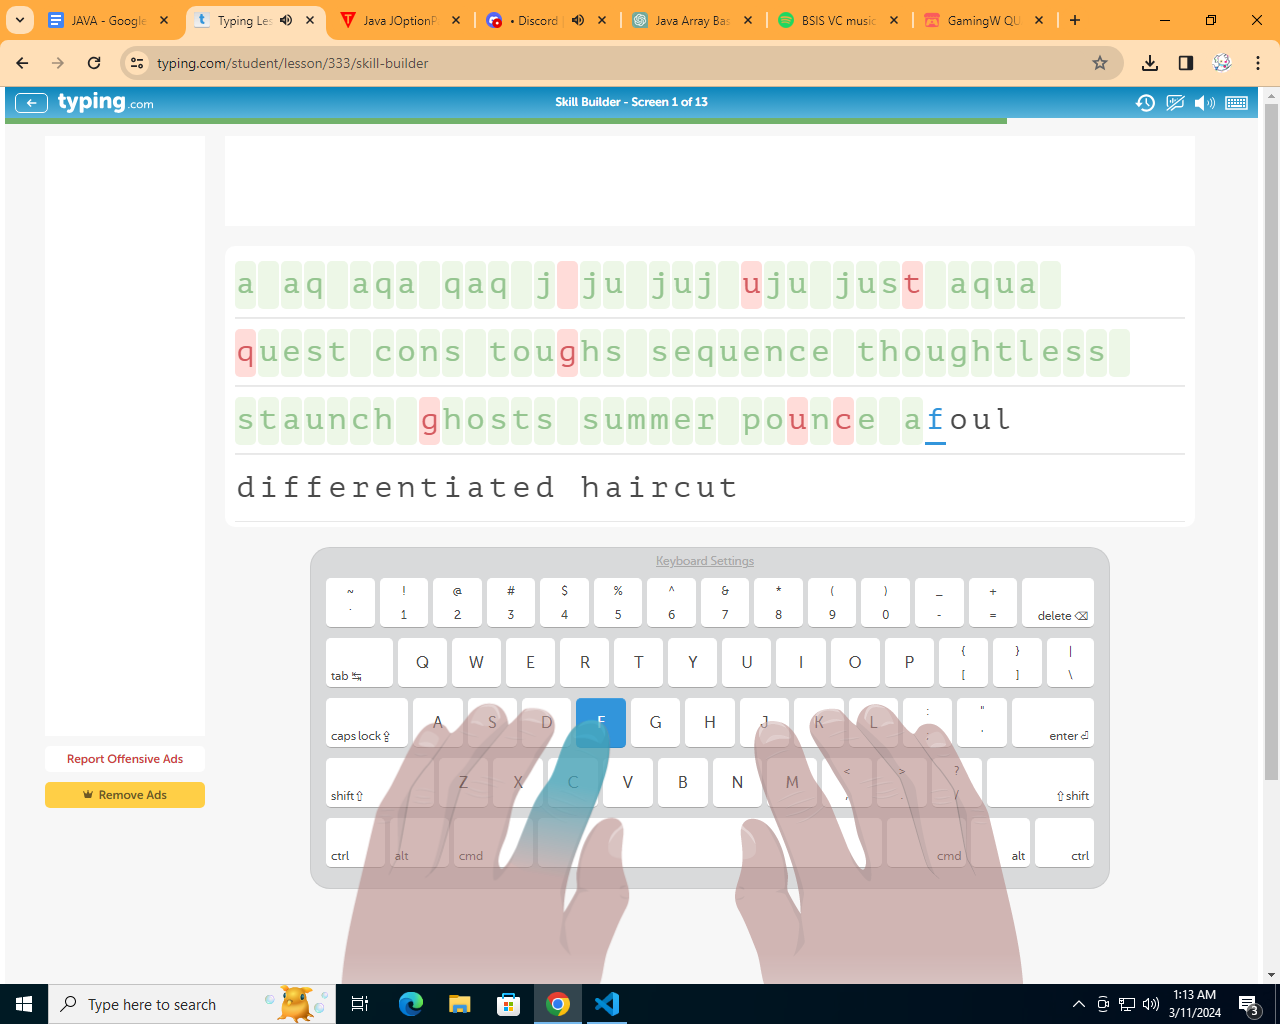 JAVA - Google
Typing Les
Java JOptionP
• Discord
Java Array Bas
BSIS VC music
GamingW QU
typing.com/student/lesson/333/skill-builder
typing.com
Skill Builder - Screen 1 of 13
a aq aqa qaq j ju juj uju just aqua
quest cons toughs sequence thoughtless
staunch ghosts summer pounce afoul
differentiated haircut
Report Offensive Ads
Remove Ads
Keyboard Settings
~ ! @ # $ % ^ & * ( ) _ +
` 1 2 3 4 5 6 7 8 9 0 - = delete
tab Q W E R T Y U I O P { [ } ] | \
caps lock A S D F G H J K L : ; " ' enter
shift Z X C V B N M < , > . ? / shift
ctrl alt cmd cmd alt ctrl
Type here to search
1:13 AM
3/11/2024
3